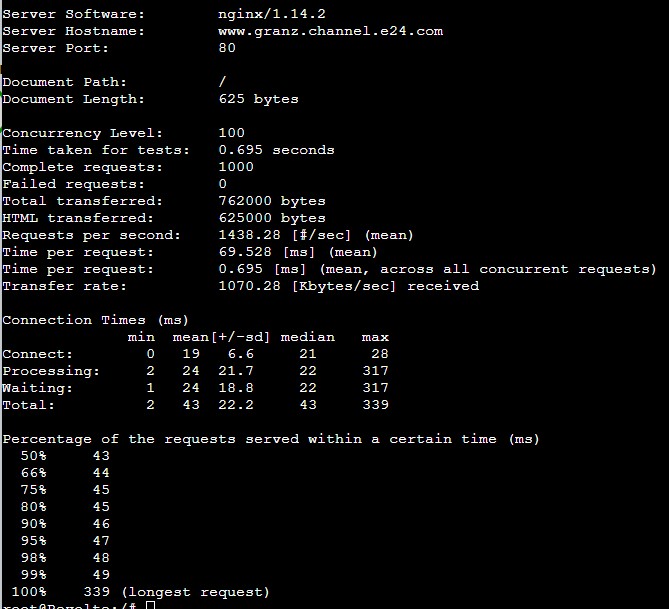 Server Software:        nginx/1.14.2
Server Hostname:        www.granz.channel.e24.com
Server Port:            80
Document Path:          /
Document Length:        625 bytes
Concurrency Level:      100
Time taken for tests:   0.695 seconds
Complete requests:      1000
Failed requests:        0
Total transferred:      762000 bytes
HTML transferred:       625000 bytes
Requests per second:    1438.28 [#/sec] (mean)
Time per request:       69.528 [ms] (mean)
Time per request:       0.695 [ms] (mean, across all concurrent requests)
Transfer rate:          1070.28 [Kbytes/sec] received
Connection Times (ms)
              min  mean[+/-sd] median   max
Connect:        0   19   6.6     21      28
Processing:     2   24  21.7     22     317
Waiting:        1   24  18.8     22     317
Total:          2   43  22.2     43     339
Percentage of the requests served within a certain time (ms)
  50%     43
  66%     44
  75%     45
  80%     45
  90%     46
  95%     47
  98%     48
  99%     49
 100%    339 (longest request)